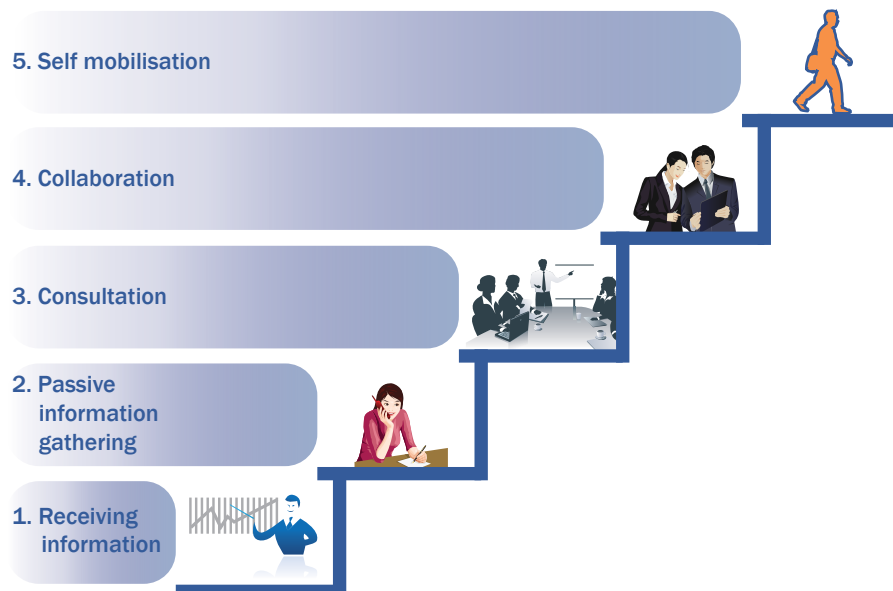 5. Self mobilisation
4. Collaboration
3. Consultation
2. Passive
information
gathering
1. Receiving
information